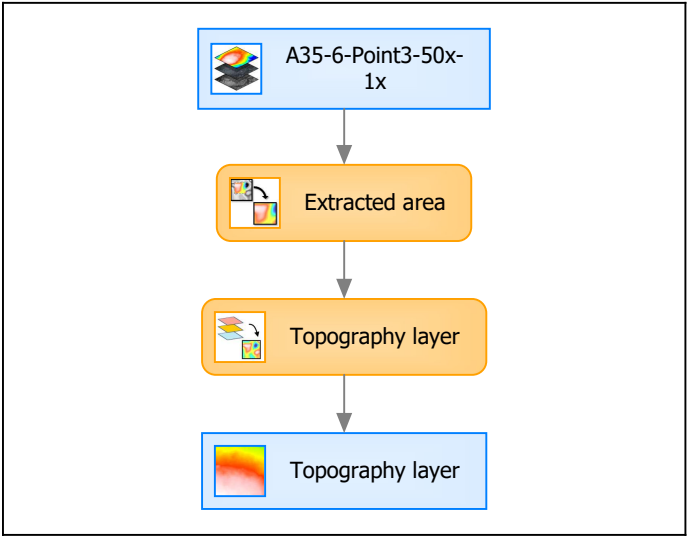 A35-6-Point3-50x-
1x
Extracted area
Topography layer
Topography layer